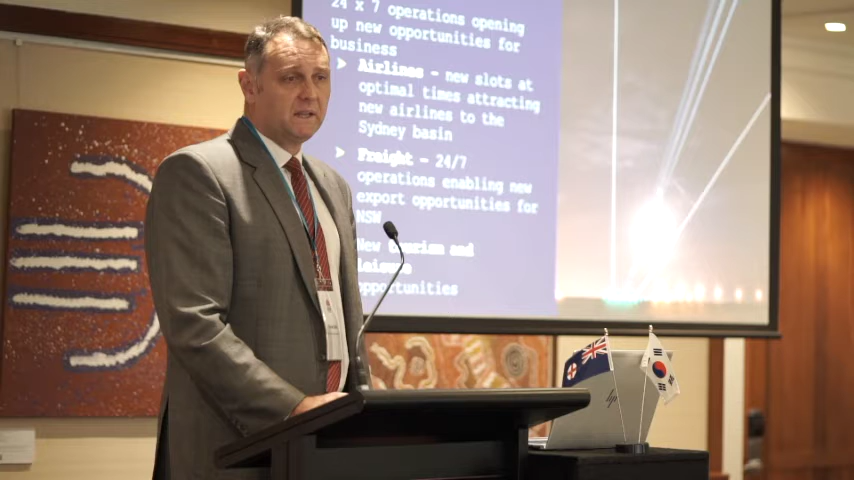 24 x 7 operations opening
up new opportunities for
business
➤ Airlines – new slots at
optimal times attracting
new airlines to the
Sydney basin
➤ Freight – 24/7
operations enabling new
export opportunities for
NSW
New tourism and
leisure
opportunities
hp